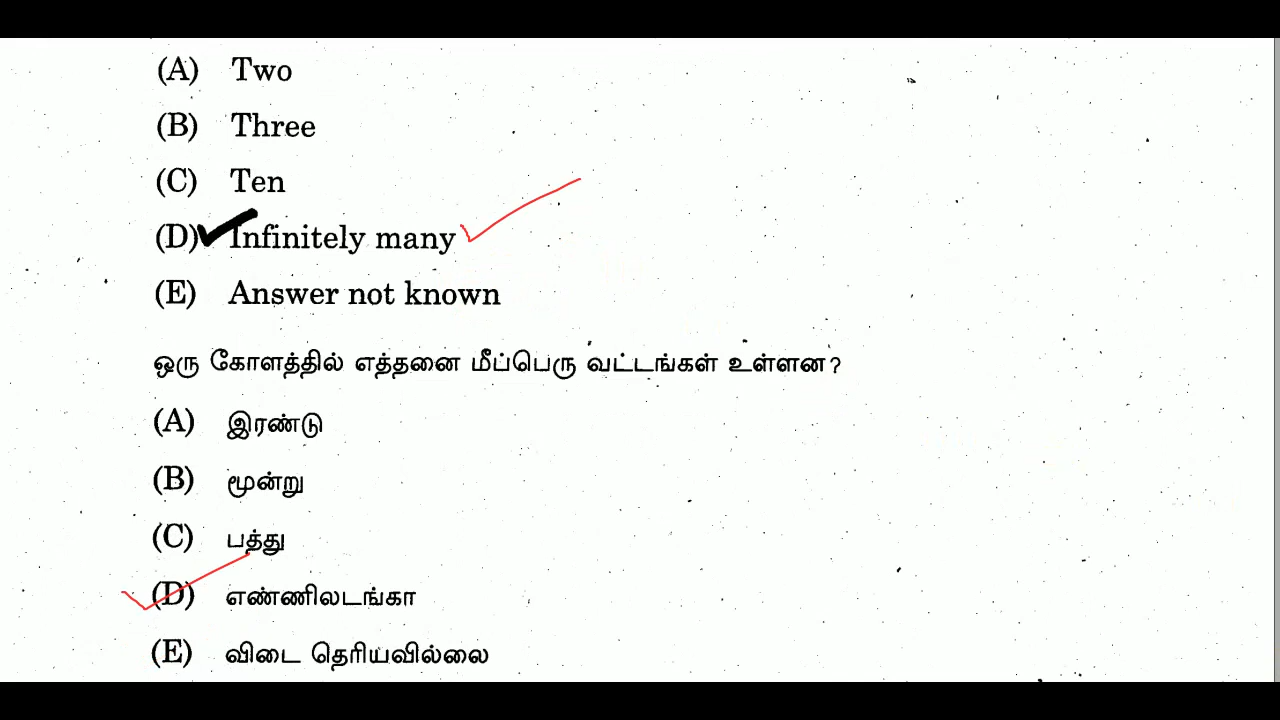 (A) Two
(B) Three
(C) Ten
(D) Infinitely many
(E) Answer not known
ஒரு கோளத்தில் எத்தனை மீப்பெரு வட்டங்கள் உள்ளன?
(A) இரண்டு
(B) மூன்று
(C) பத்து
(D) எண்ணிலடங்கா
(E) விடை தெரியவில்லை